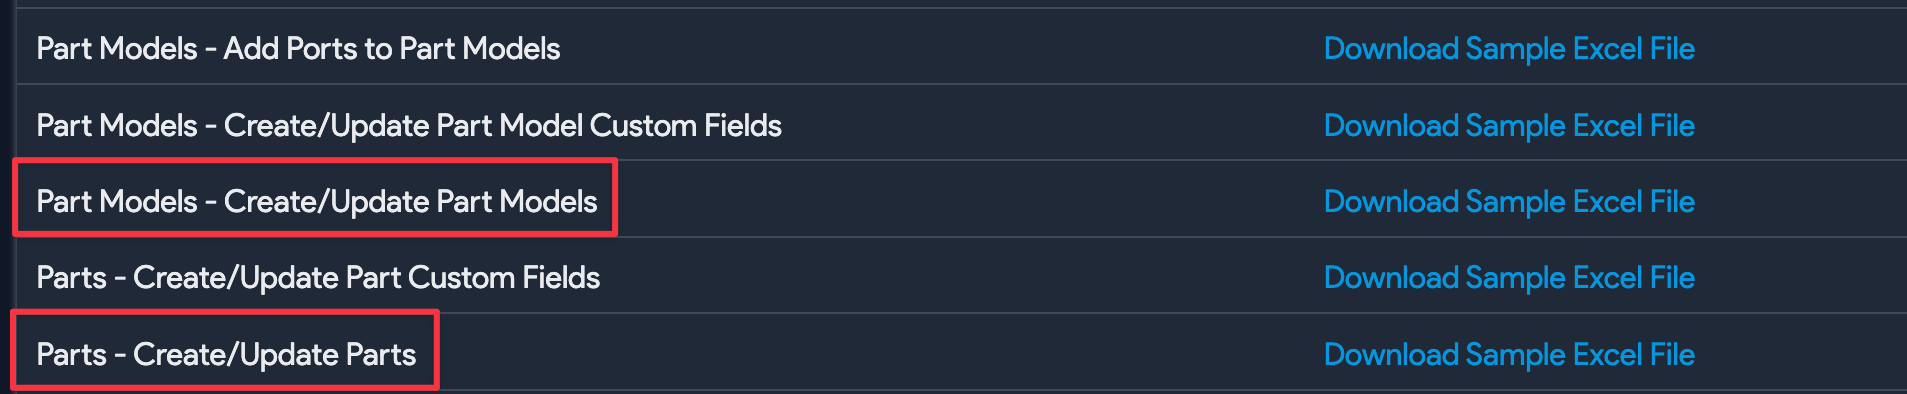 Part Models - Add Ports to Part Models Download Sample Excel File
Part Models - Create/Update Part Model Custom Fields Download Sample Excel File
Part Models - Create/Update Part Models Download Sample Excel File
Parts - Create/Update Part Custom Fields Download Sample Excel File
Parts - Create/Update Parts Download Sample Excel File